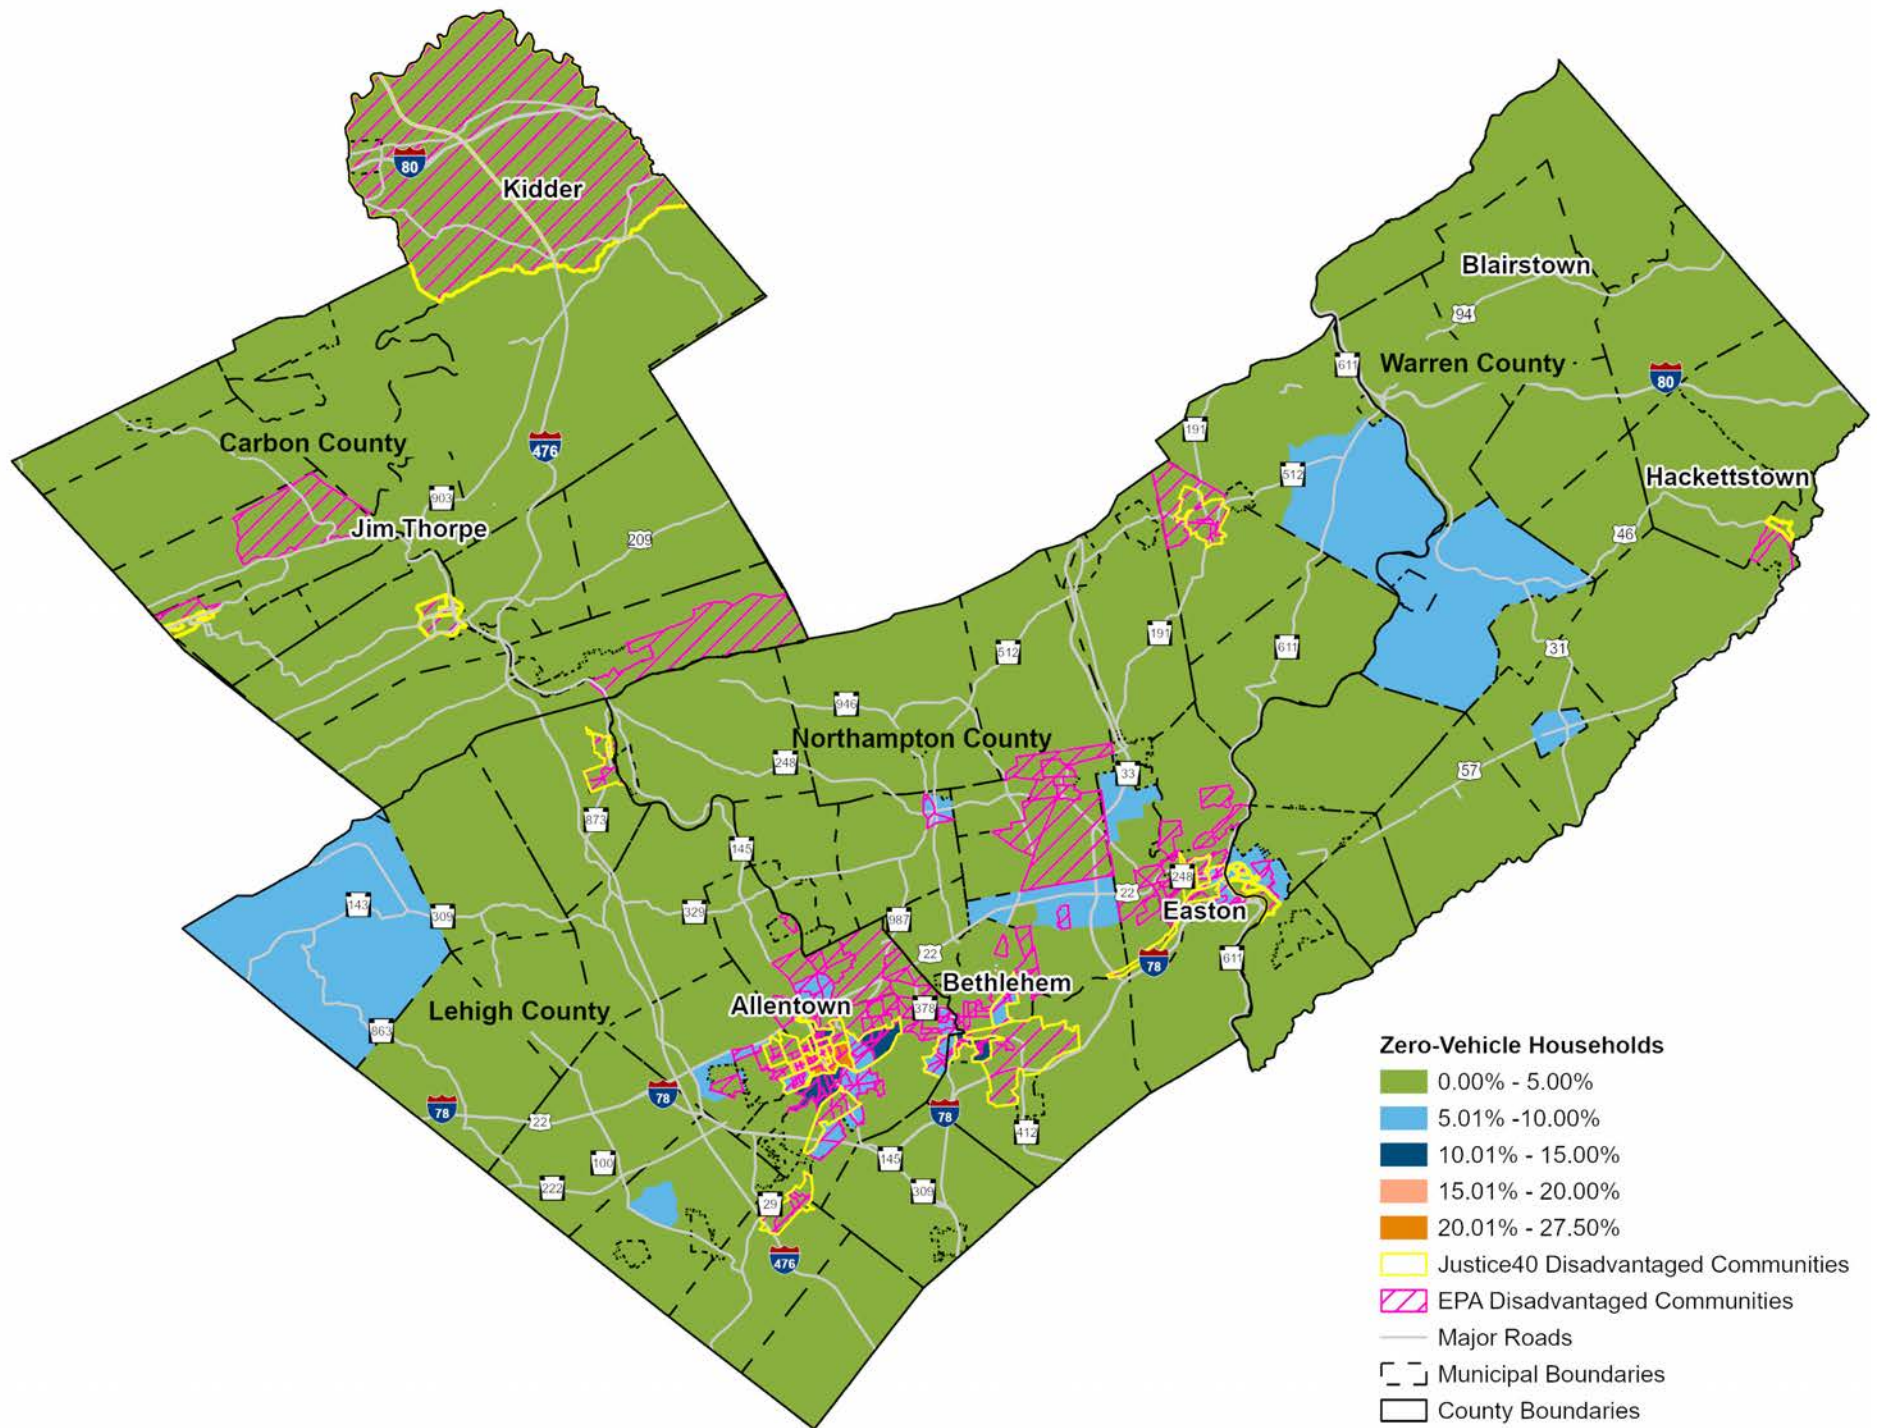 80
Kidder
Blairstown
94
611
Warren County
80
191
Carbon County
476
512
Hackettstown
903
Jim Thorpe
209
46
512
191
611
31
946
Northampton County
248
33
57
873
145
248
22
143
309
329
987
Easton
22
611
78
Bethlehem
Allentown
378
Lehigh County
863
78
78
78
22
412
100
145
222
309
29
476
Zero-Vehicle Households
0.00% - 5.00%
5.01% -10.00%
10.01% - 15.00%
15.01% - 20.00%
20.01% - 27.50%
Justice40 Disadvantaged Communities
EPA Disadvantaged Communities
Major Roads
Municipal Boundaries
County Boundaries